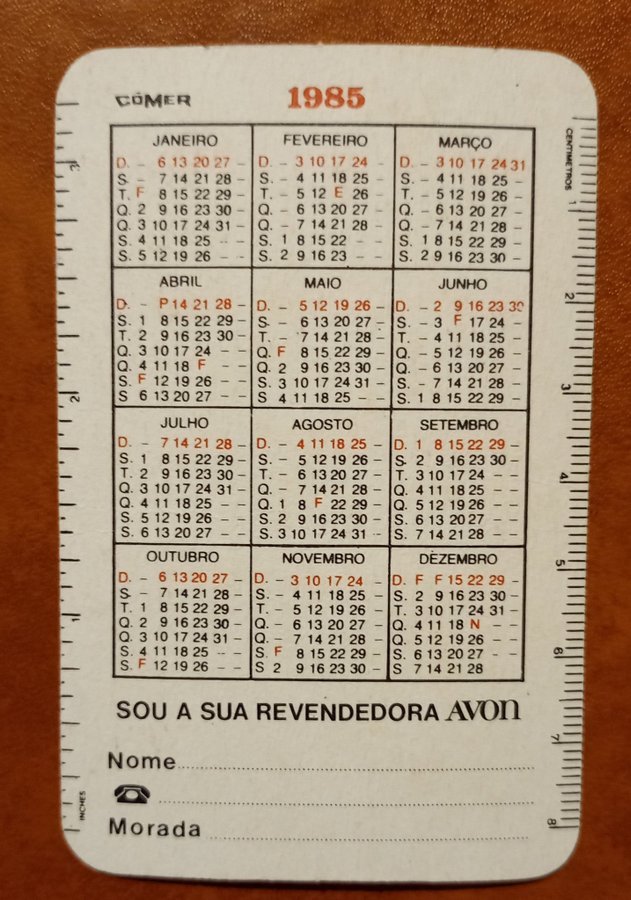 CÔMER 1985
JANEIRO
D. – 6 13 20 27 –
S. – 7 14 21 28 –
T. F 8 15 22 29 –
Q. 2 9 16 23 30 –
Q. 3 10 17 24 31 –
S. 4 11 18 25 – –
S. 5 12 19 26 – –
FEVEREIRO
D. – 3 10 17 24 –
S. – 4 11 18 25 –
T. – 5 12 E 26 –
Q. – 6 13 20 27 –
Q. – 7 14 21 28 –
S. 1 8 15 22 – –
S. 2 9 16 23 – –
MARÇO
D. – 3 10 17 24 31
S. – 4 11 18 25 –
T. – 5 12 19 26 –
Q. – 6 13 20 27 –
Q. – 7 14 21 28 –
S. 1 8 15 22 29 –
S. 2 9 16 23 30 –
ABRIL
D. – P 14 21 28 –
S. 1 8 15 22 29 –
T. 2 9 16 23 30 –
Q. 3 10 17 24 – –
Q. 4 11 18 F – –
S. F 12 19 26 – –
S 6 13 20 27 – –
MAIO
D. – 5 12 19 26 –
S. – 6 13 20 27 –
T. – 7 14 21 28 –
Q. F 8 15 22 29 –
Q. 2 9 16 23 30 –
S. 3 10 17 24 31 –
S 4 11 18 25 – –
JUNHO
D. – 2 9 16 23 30
S. – 3 F 17 24 –
T. – 4 11 18 25 –
Q. – 5 12 19 26 –
Q. – 6 13 20 27 –
S. – 7 14 21 28 –
S. 1 8 15 22 29 –
JULHO
D. – 7 14 21 28 –
S. 1 8 15 22 29 –
T. 2 9 16 23 30 –
Q. 3 10 17 24 31 –
Q. 4 11 18 25 – –
S. 5 12 19 26 – –
S. 6 13 20 27 – –
AGOSTO
D. – 4 11 18 25 –
S. – 5 12 19 26 –
T. – 6 13 20 27 –
Q. – 7 14 21 28 –
Q. 1 8 F 22 29 –
S. 2 9 16 23 30 –
S. 3 10 17 24 31 –
SETEMBRO
D. 1 8 15 22 29 –
S. 2 9 16 23 30 –
T. 3 10 17 24 – –
Q. 4 11 18 25 – –
Q. 5 12 19 26 – –
S. 6 13 20 27 – –
S. 7 14 21 28 – –
OUTUBRO
D. – 6 13 20 27 –
S. – 7 14 21 28 –
T. 1 8 15 22 29 –
Q. 2 9 16 23 30 –
Q. 3 10 17 24 31 –
S. 4 11 18 25 – –
S. F 12 19 26 – –
NOVEMBRO
D. – 3 10 17 24 –
S. – 4 11 18 25 –
T. – 5 12 19 26 –
Q. – 6 13 20 27 –
Q. – 7 14 21 28 –
S. F 8 15 22 29 –
S 2 9 16 23 30 –
DEZEMBRO
D. F F 15 22 29 –
S. 2 9 16 23 30 –
T. 3 10 17 24 31 –
Q. 4 11 18 N – –
Q. 5 12 19 26 – –
S. 6 13 20 27 – –
S 7 14 21 28 – –
SOU A SUA REVENDEDORA AVON
Nome
Morada
INCHES
3
2
1
CENTIMETROS
1
2
3
4
5
6
7
8